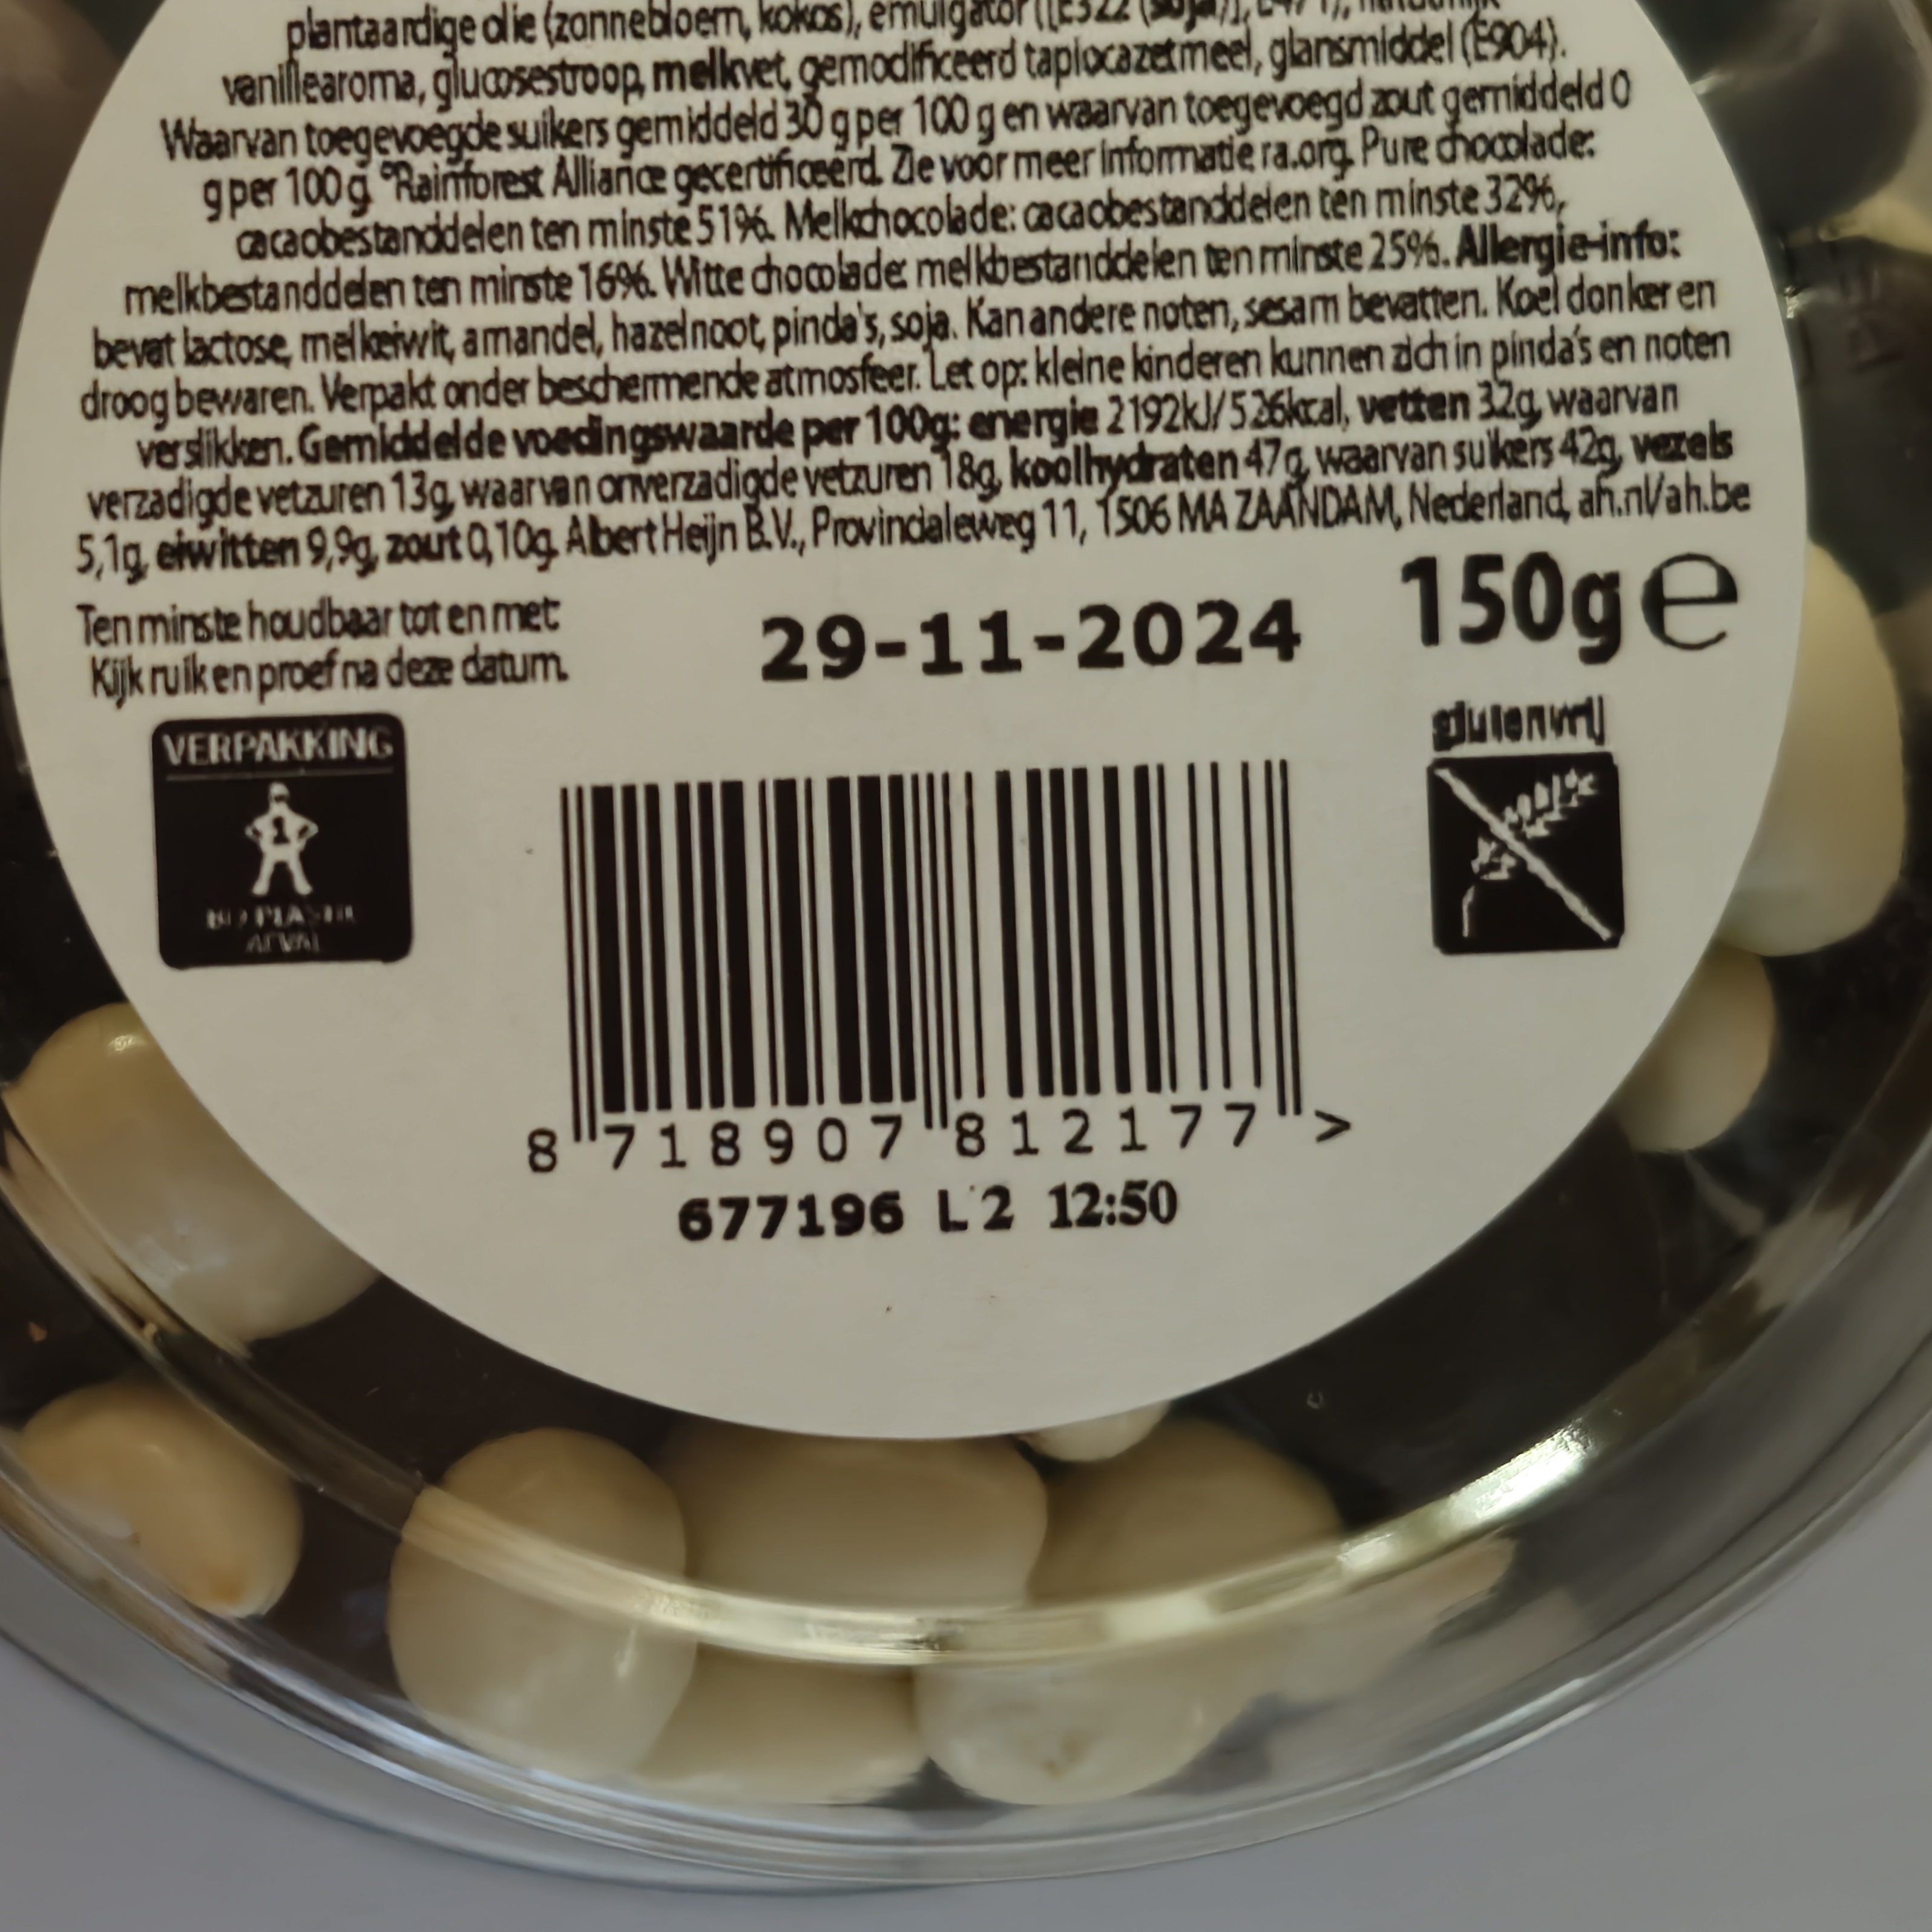 plantaardige olie (zonnebloem, kokos), emulgator ([E322 (soja)], E471), natuurlijk
vanillearoma, glucosestroop, melkvet, gemodificeerd tapiocazetmeel, glansmiddel (E904).
Waarvan toegevoegde suikers gemiddeld 30 g per 100 g en waarvan toegevoegd zout gemiddeld 0
g per 100 g. °Rainforest Alliance gecertificeerd. Zie voor meer informatie ra.org. Pure chocolade:
cacaobestanddelen ten minste 51%. Melkchocolade: cacaobestanddelen ten minste 32%,
melkbestanddelen ten minste 16%. Witte chocolade: melkbestanddelen ten minste 25%. Allergie-info:
bevat lactose, melkeiwit, amandel, hazelnoot, pinda's, soja. Kan andere noten, sesam bevatten. Koel donker en
droog bewaren. Verpakt onder beschermende atmosfeer. Let op: kleine kinderen kunnen zich in pinda's en noten
verslikken. Gemiddelde voedingswaarde per 100g: energie 2192kJ/526kcal, vetten 32g, waarvan
verzadigde vetzuren 13g, waarvan onverzadigde vetzuren 18g, koolhydraten 47g, waarvan suikers 42g, vezels
5,1g, eiwitten 9,9g, zout 0,10g. Albert Heijn B.V., Provincialeweg 11, 1506 MA ZAANDAM, Nederland, ah.nl/ah.be
Ten minste houdbaar tot en met:
Kijk ruik en proef na deze datum.
29-11-2024
150g e
VERPAKKING
1
BIJ PLASTIC
AFVAL
glutenvrij
8 718907 812177 >
677196 L2 12:50